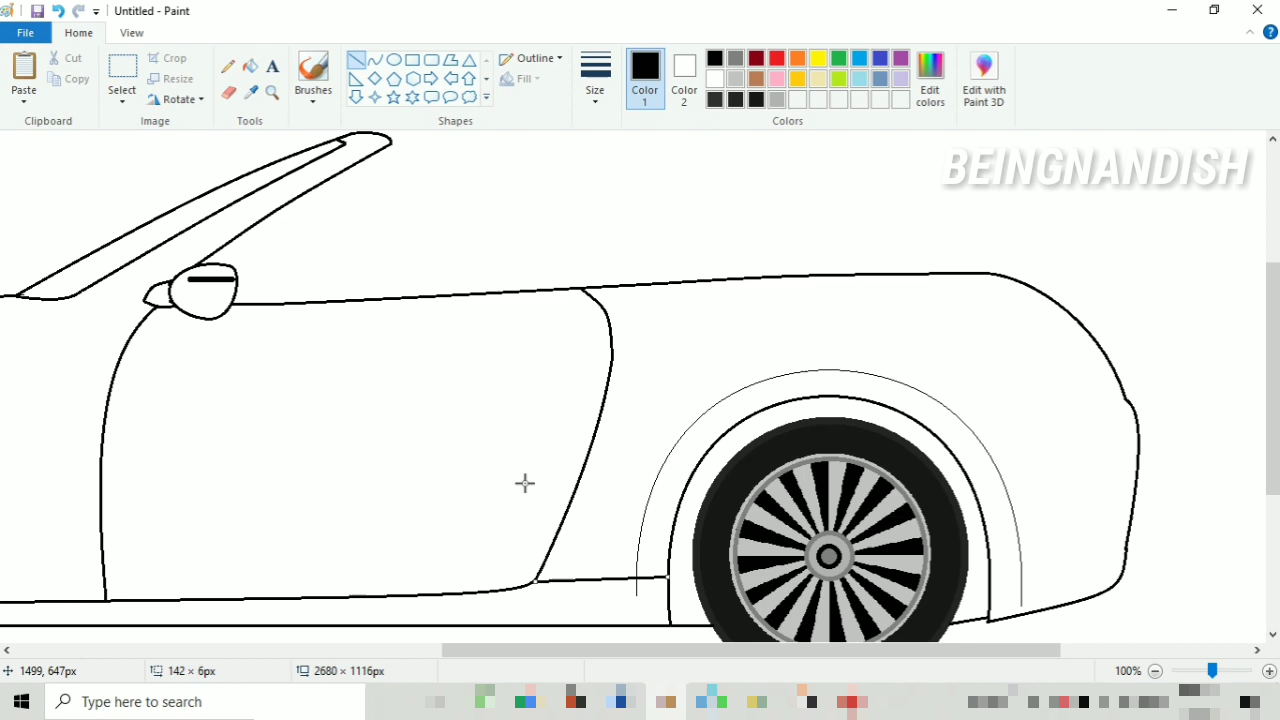 Untitled - Paint
File Home View
Paste
Cut
Copy
Clipboard
Select
Crop
Resize
Rotate
Image
A
Tools
Brushes
Shapes
Outline
Fill
Size
Color 1
Color 2
Colors
Edit colors
Edit with Paint 3D
BEINGNANDISH
1499, 647px
142 × 6px
2680 × 1116px
100%
Type here to search